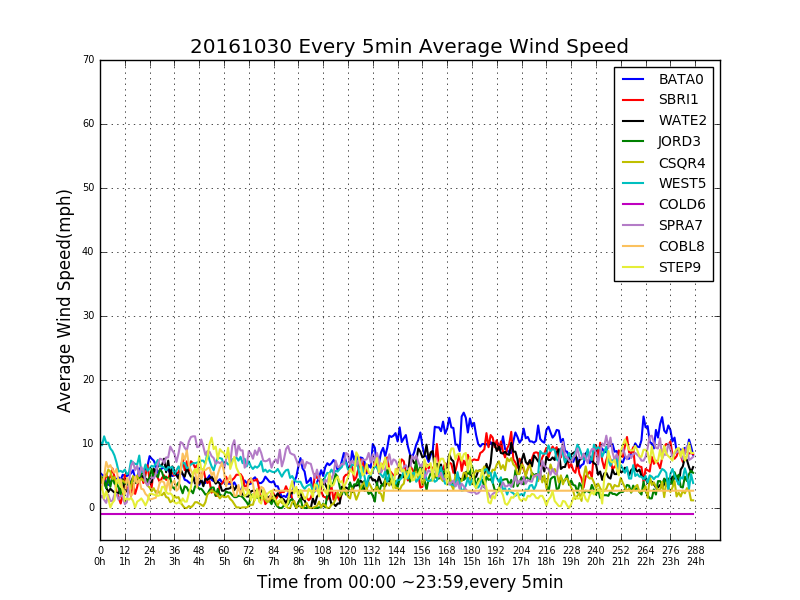 20161030 Every 5min Average Wind Speed
70
60
50
40
30
20
10
0
Average Wind Speed(mph)
BATA0
SBRI1
WATE2
JORD3
CSQR4
WEST5
COLD6
SPRA7
COBL8
STEP9
0 12 24 36 48 60 72 84 96 108 120 132 144 156 168 180 192 204 216 228 240 252 264 276 288
0h 1h 2h 3h 4h 5h 6h 7h 8h 9h 10h 11h 12h 13h 14h 15h 16h 17h 18h 19h 20h 21h 22h 23h 24h
Time from 00:00 ~23:59,every 5min